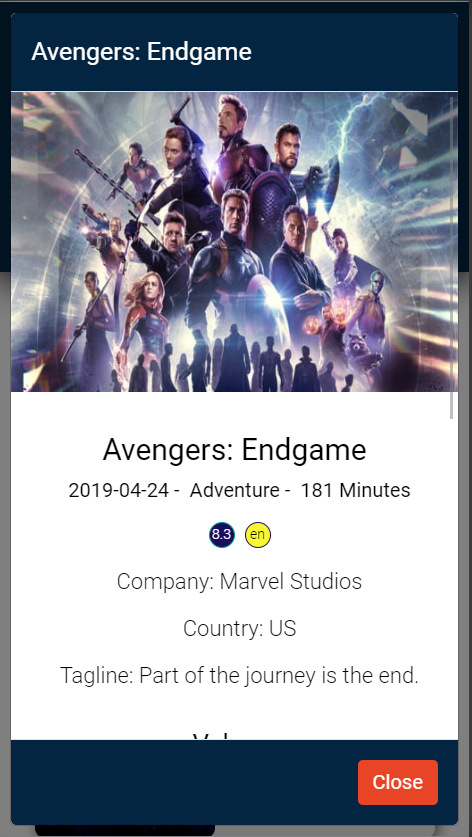 Avengers: Endgame
Avengers: Endgame
2019-04-24 - Adventure - 181 Minutes
8.3 en
Company: Marvel Studios
Country: US
Tagline: Part of the journey is the end.
Close